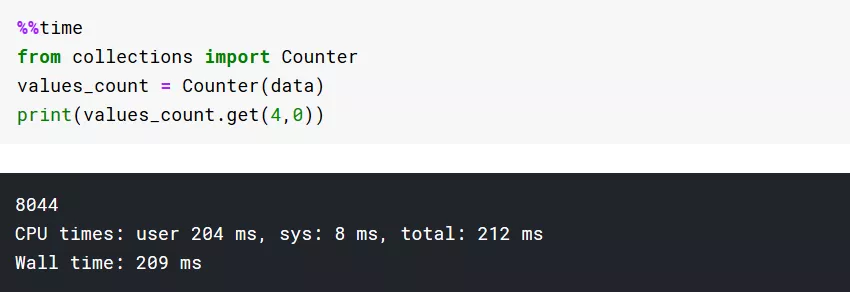 %%time
from collections import Counter
values_count = Counter(data)
print(values_count.get(4,0))
8044
CPU times: user 204 ms, sys: 8 ms, total: 212 ms
Wall time: 209 ms